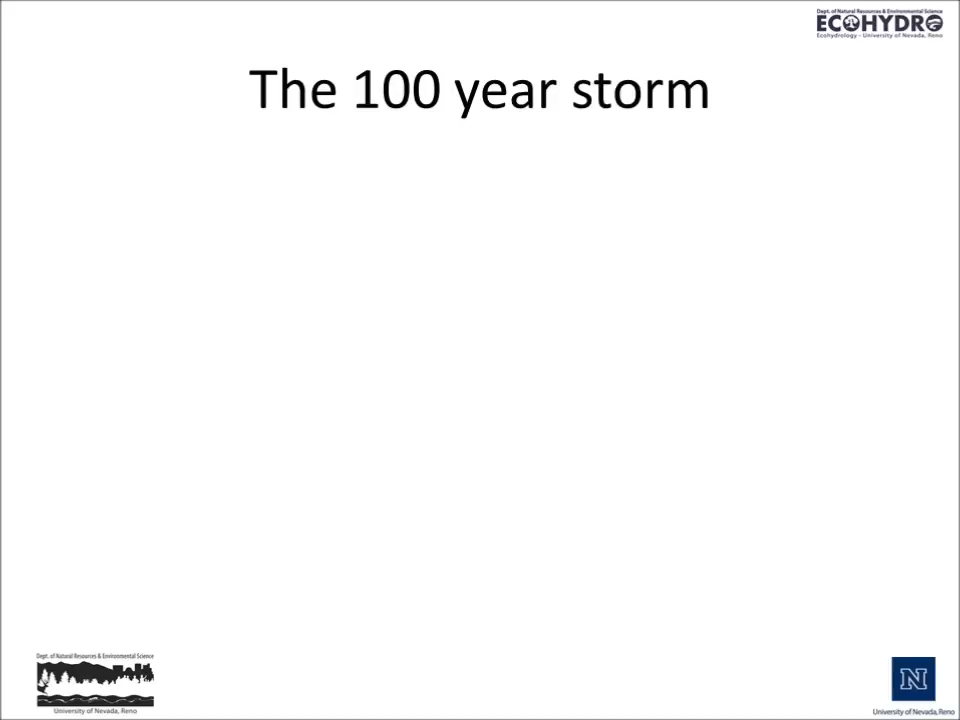 Dept. of Natural Resources & Environmental Science
ECOHYDRO
Ecohydrology - University of Nevada, Reno
The 100 year storm
Dept. of Natural Resources & Environmental Science
University of Nevada, Reno
N
University of Nevada, Reno